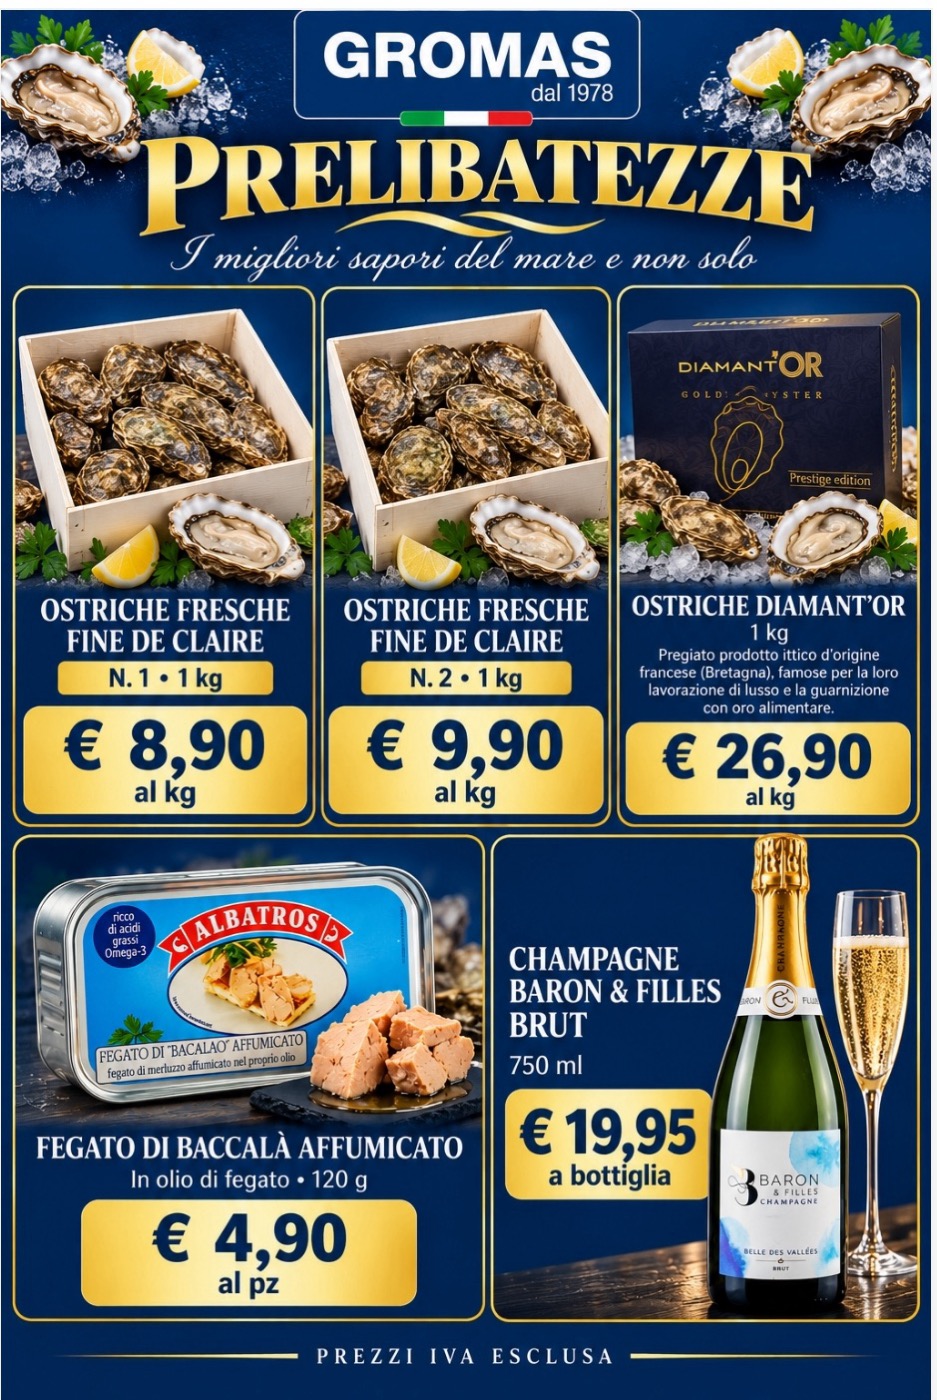 GROMAS
dal 1978
PRELIBATEZZE
I migliori sapori del mare e non solo
OSTRICHE FRESCHE
FINE DE CLAIRE
N. 1 • 1 kg
€ 8,90
al kg
OSTRICHE FRESCHE
FINE DE CLAIRE
N. 2 • 1 kg
€ 9,90
al kg
DIAMANT'OR
Prestige edition
OSTRICHE DIAMANT'OR
1 kg
Pregiato prodotto ittico d'origine
francese (Bretagna), famose per la loro
lavorazione di lusso e la guarnizione
con oro alimentare.
€ 26,90
al kg
ricco
di acidi
grassi
Omega-3
ALBATROS
FEGATO DI "BACALAO" AFFUMICATO
fegato di merluzzo affumicato nel proprio olio
FEGATO DI BACCALÀ AFFUMICATO
In olio di fegato • 120 g
€ 4,90
al pz
CHAMPAGNE
BARON & FILLES
BRUT
750 ml
€ 19,95
a bottiglia
CHAMPAGNE
BARON
& FILLES
CHAMPAGNE
BELLE DES VALLÉES
BRUT
PREZZI IVA ESCLUSA